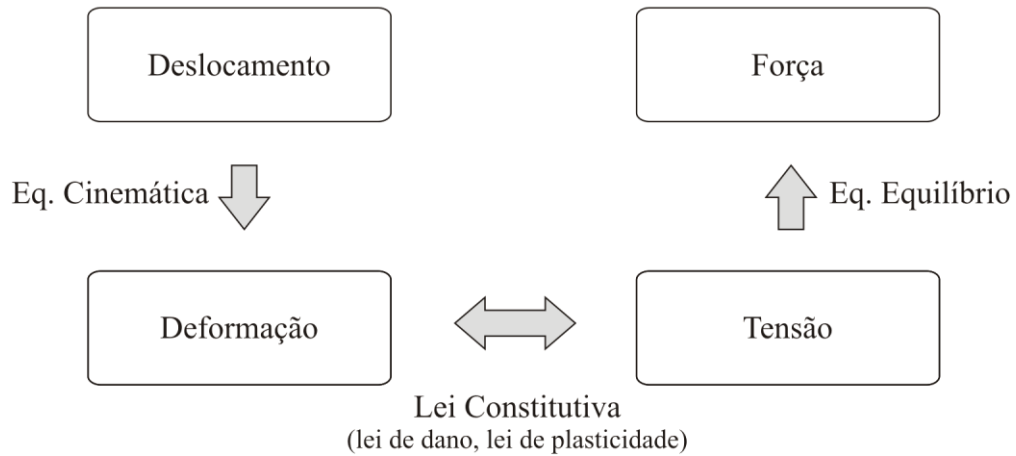 Deslocamento
Força
Eq. Cinemática
Eq. Equilíbrio
Deformação
Tensão
Lei Constitutiva
(lei de dano, lei de plasticidade)